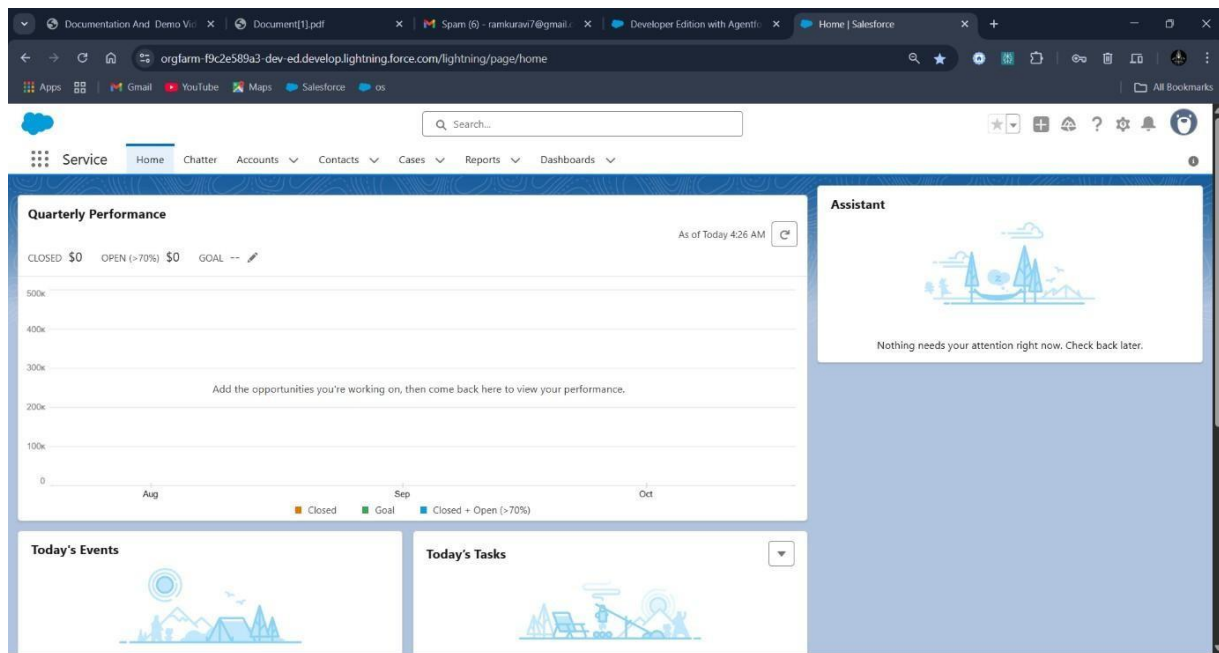 Documentation And Demo Vid
Document[1].pdf
Spam (6) - ramkuravi7@gmail.c
Developer Edition with Agentfo
Home | Salesforce
orgfarm-f9c2e589a3-dev-ed.develop.lightning.force.com/lightning/page/home
Apps Gmail YouTube Maps Salesforce os All Bookmarks
Search...
Service Home Chatter Accounts Contacts Cases Reports Dashboards
Quarterly Performance
As of Today 4:26 AM
CLOSED $0 OPEN (>70%) $0 GOAL --
500K
400K
300K
Add the opportunities you're working on, then come back here to view your performance.
200K
100K
0
Aug Sep Oct
Closed Goal Closed + Open (>70%)
Assistant
Nothing needs your attention right now. Check back later.
Today's Events
Today's Tasks